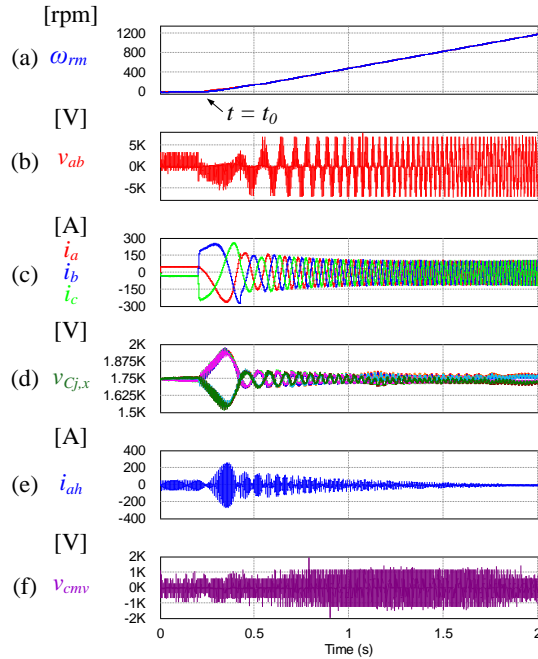 [rpm]
1200
800
400
0
(a) ωrm
t = t0
[V]
5K
0K
-5K
(b) vab
[A]
300
150
0
-150
-300
(c) ia
ib
ic
[V]
2K
1.875K
1.75K
1.625K
1.5K
(d) vCj,x
[A]
400
200
0
-200
-400
(e) iah
[V]
2K
1K
0K
-1K
-2K
(f) vcmv
0 0.5 1 1.5 2
Time (s)